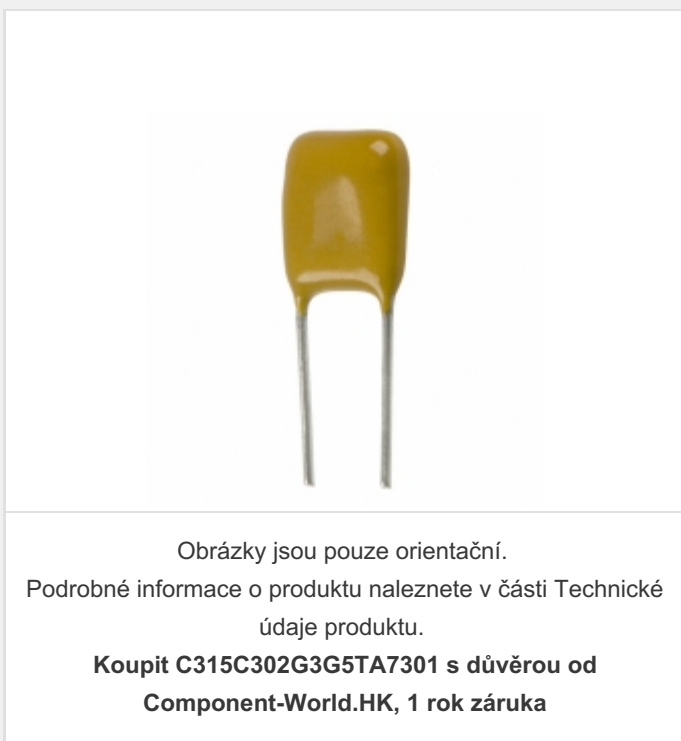 Obrázky jsou pouze orientační.
Podrobné informace o produktu naleznete v části Technické
údaje produktu.
Koupit C315C302G3G5TA7301 s důvěrou od
Component-World.HK, 1 rok záruka